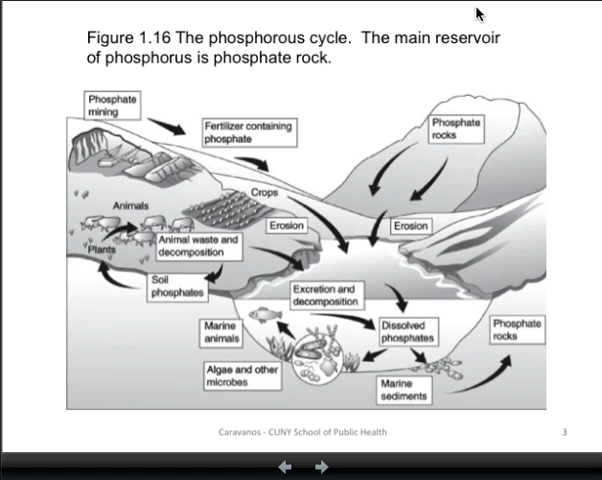 Figure 1.16 The phosphorous cycle.  The main reservoir
of phosphorus is phosphate rock.
Phosphate
mining
Fertilizer containing
phosphate
Phosphate
rocks
Crops
Animals
Erosion
Erosion
Plants
Animal waste and
decomposition
Soil
phosphates
Excretion and
decomposition
Marine
animals
Dissolved
phosphates
Phosphate
rocks
Algae and other
microbes
Marine
sediments
Caravanos - CUNY School of Public Health
3